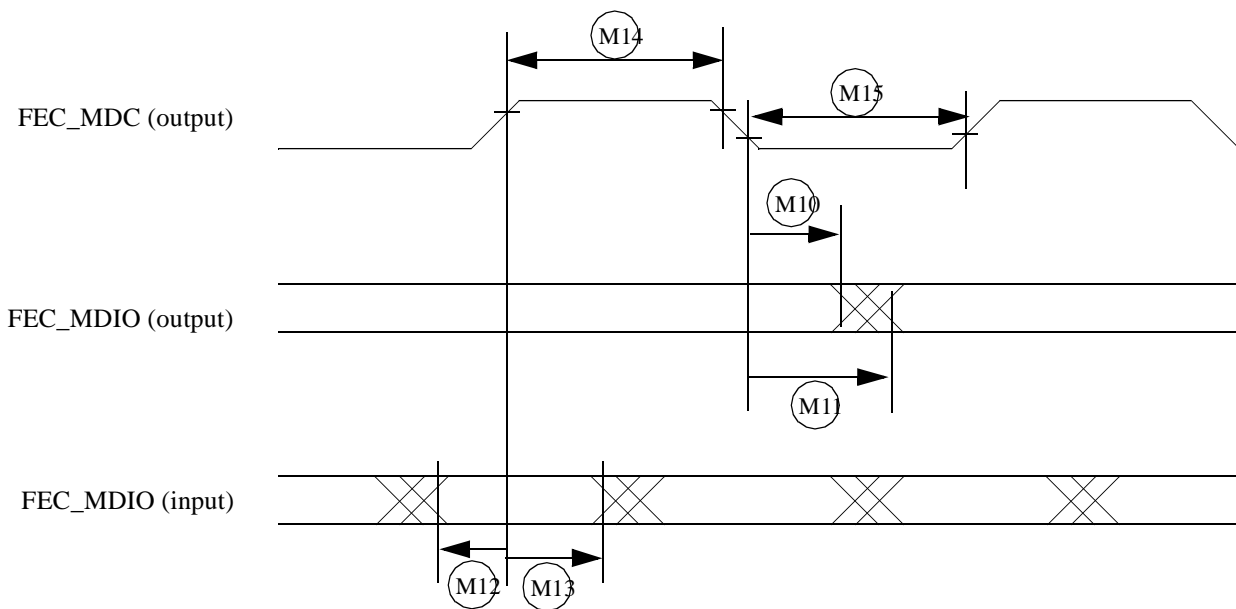 M14
M15
FEC_MDC (output)
M10
FEC_MDIO (output)
M11
FEC_MDIO (input)
M12
M13